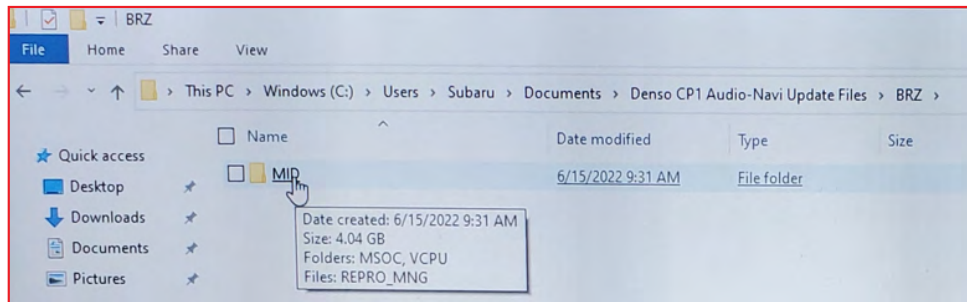 BRZ
File Home Share View
This PC > Windows (C:) > Users > Subaru > Documents > Denso CP1 Audio-Navi Update Files > BRZ >
Name Date modified Type Size
Quick access
MID 6/15/2022 9:31 AM File folder
Desktop
Date created: 6/15/2022 9:31 AM
Downloads
Size: 4.04 GB
Documents
Folders: MSOC, VCPU
Pictures
Files: REPRO_MNG